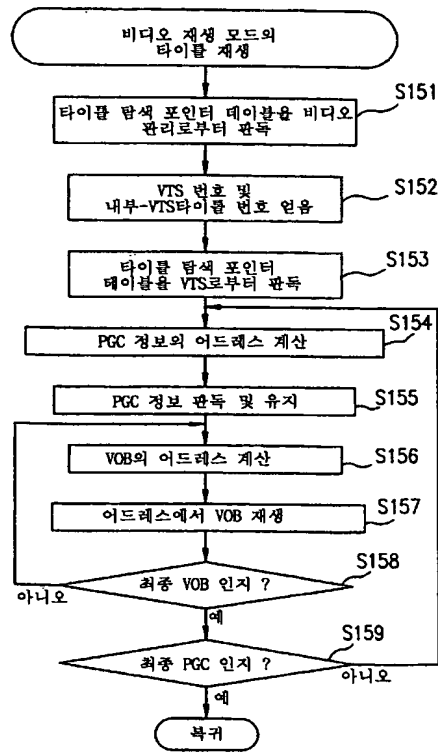 비디오 재생 모드의
타이틀 재생
S151
타이틀 탐색 포인터 테이블을 비디오
관리로부터 판독
S152
VTS 번호 및
내부-VTS타이틀 번호 얻음
S153
타이틀 탐색 포인터
테이블을 VTS로부터 판독
S154
PGC 정보의 어드레스 계산
S155
PGC 정보 판독 및 유지
S156
VOB의 어드레스 계산
S157
어드레스에서 VOB 재생
S158
최종 VOB 인지 ?
아니오
예
S159
최종 PGC 인지 ?
아니오
예
복귀